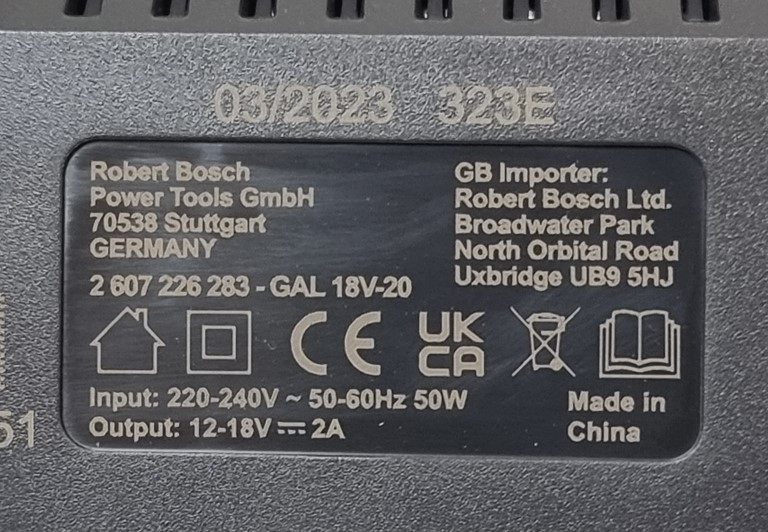 03/2023 323E
Robert Bosch
Power Tools GmbH
70538 Stuttgart
GERMANY
2 607 226 283 - GAL 18V-20
GB Importer:
Robert Bosch Ltd.
Broadwater Park
North Orbital Road
Uxbridge UB9 5HJ
CE
UK
CA
Input: 220-240V ~ 50-60Hz 50W
Output: 12-18V ⎓ 2A
Made in
China
51